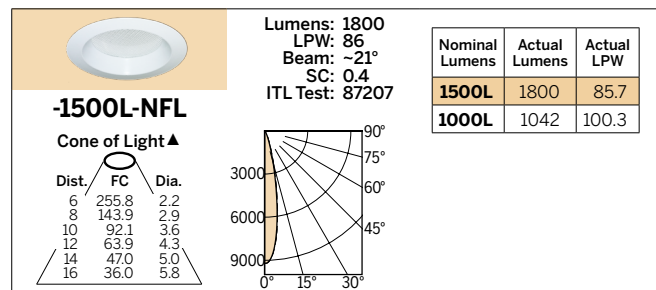 -1500L-NFL
Cone of Light▲
Dist. FC Dia.
6 255.8 2.2
8 143.9 2.9
10 92.1 3.6
12 63.9 4.3
14 47.0 5.0
16 36.0 5.8
Lumens: 1800
LPW: 86
Beam: ~21°
SC: 0.4
ITL Test: 87207
90°
75°
3000
60°
6000
45°
9000
0° 15° 30°
Nominal Lumens Actual Lumens Actual LPW
1500L 1800 85.7
1000L 1042 100.3